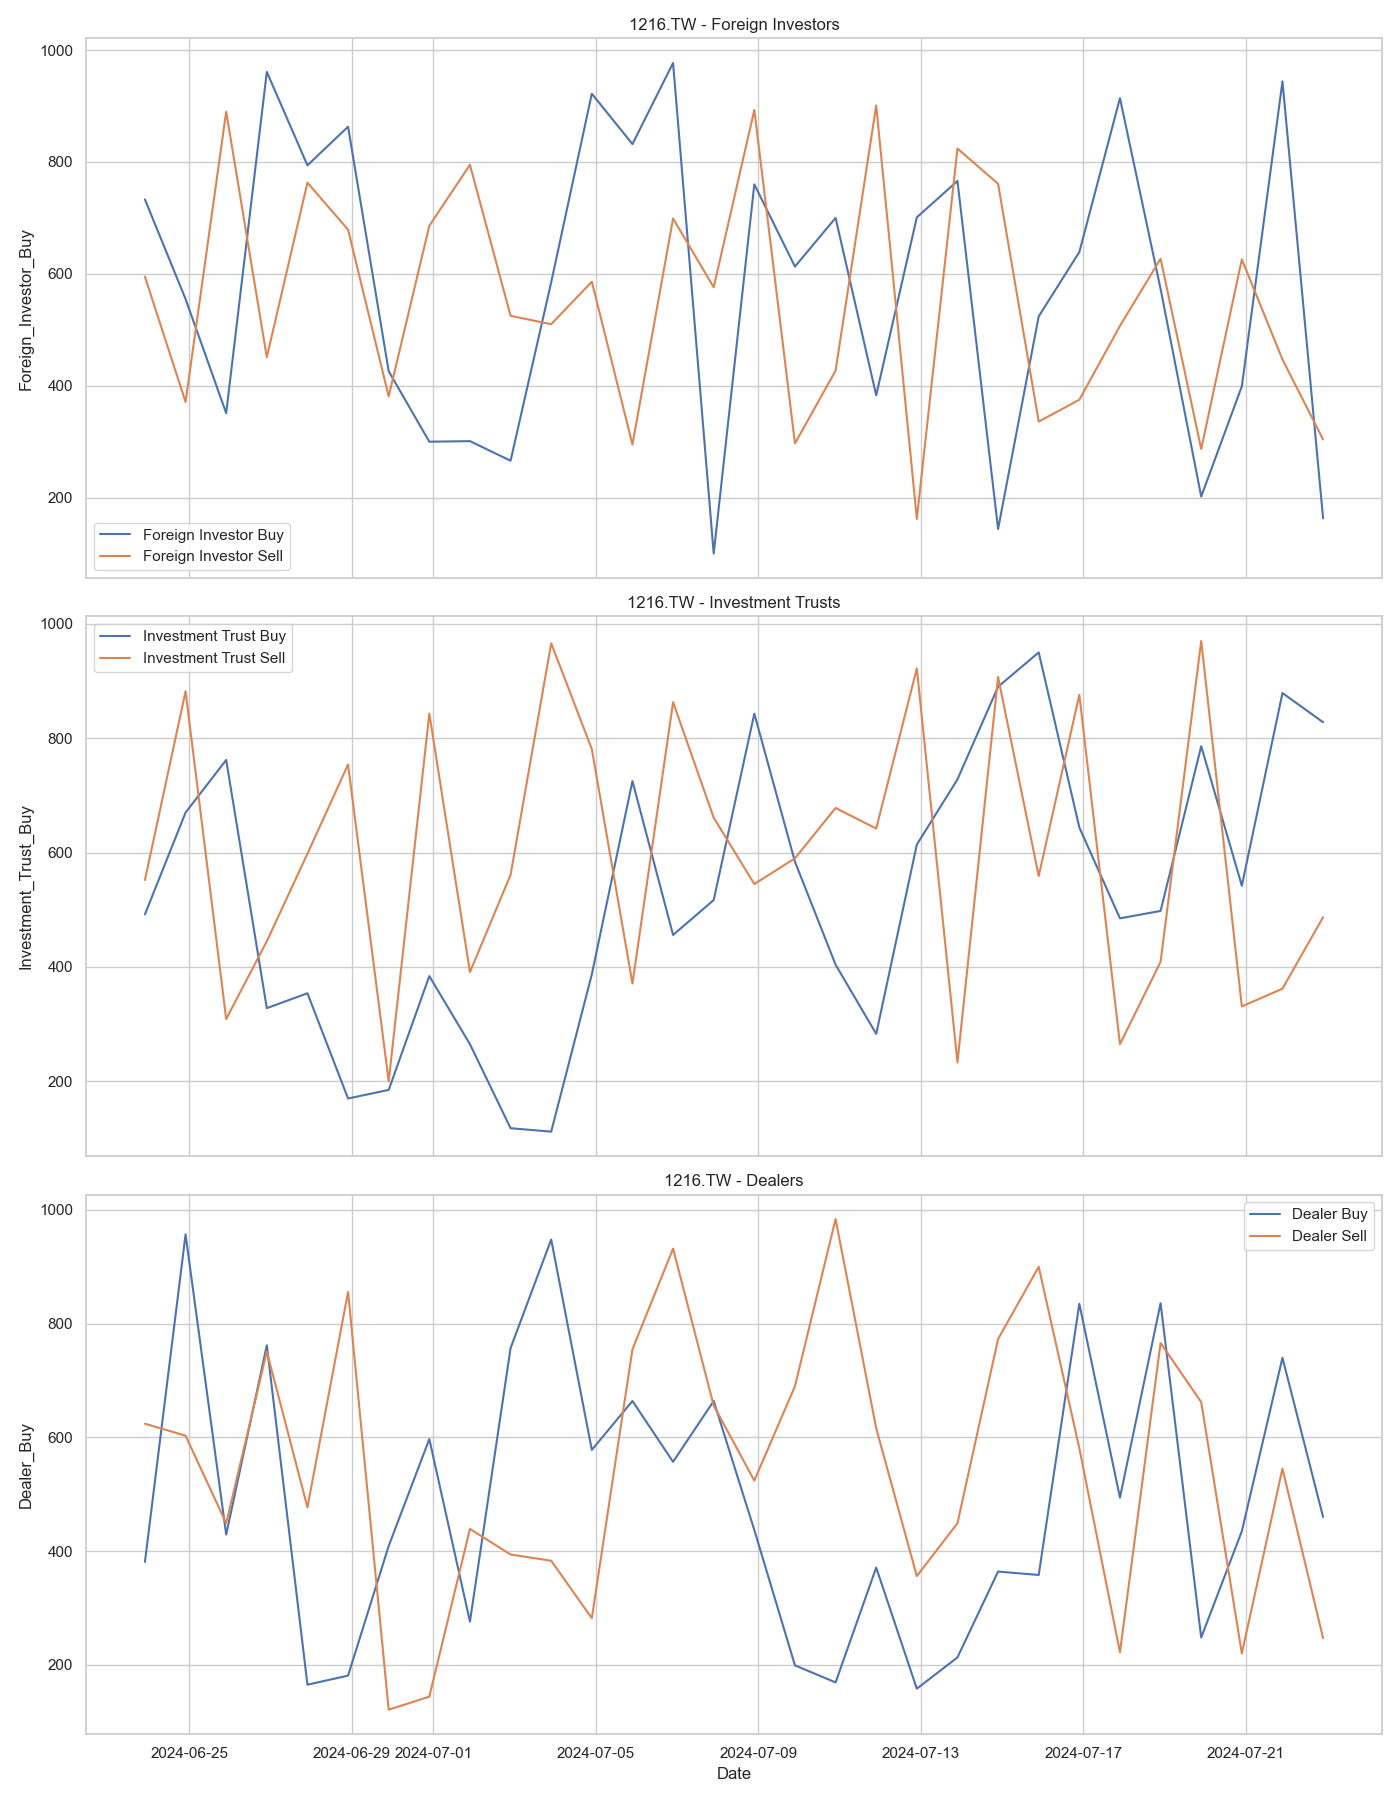 1216.TW - Foreign Investors
1000
800
600
400
200
Foreign_Investor_Buy
Foreign Investor Buy
Foreign Investor Sell
1216.TW - Investment Trusts
1000
800
600
400
200
Investment_Trust_Buy
Investment Trust Buy
Investment Trust Sell
1216.TW - Dealers
1000
800
600
400
200
Dealer_Buy
Dealer Buy
Dealer Sell
2024-06-25 2024-06-29 2024-07-01 2024-07-05 2024-07-09 2024-07-13 2024-07-17 2024-07-21
Date